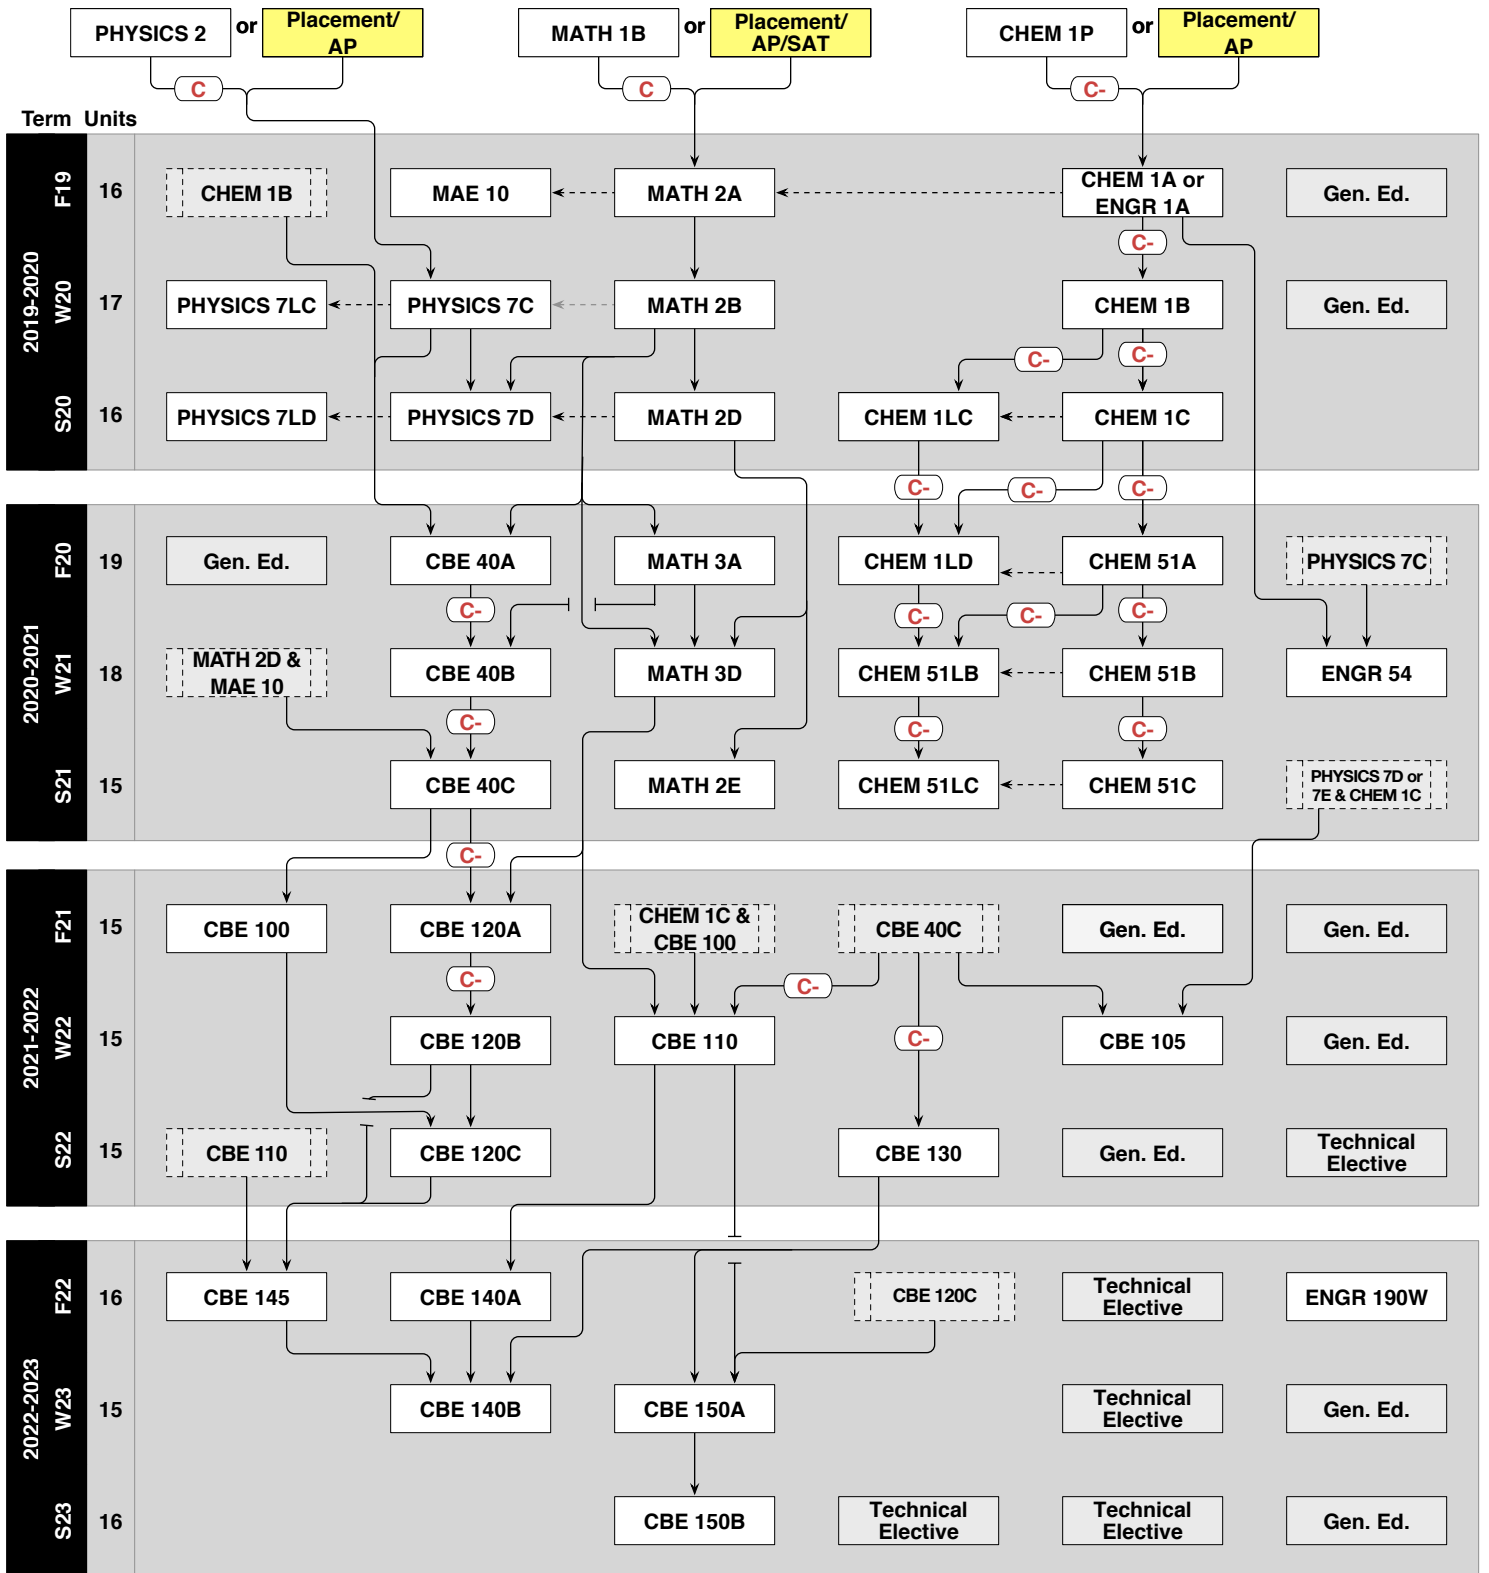 PHYSICS 2 or Placement/
AP
MATH 1B or Placement/
AP/SAT
CHEM 1P or Placement/
AP
C C C-
Term Units
2019-2020
F19 16 CHEM 1B MAE 10 MATH 2A CHEM 1A or
ENGR 1A Gen. Ed.
C-
W20 17 PHYSICS 7LC PHYSICS 7C MATH 2B CHEM 1B Gen. Ed.
C- C-
S20 16 PHYSICS 7LD PHYSICS 7D MATH 2D CHEM 1LC CHEM 1C
C- C- C-
2020-2021
F20 19 Gen. Ed. CBE 40A MATH 3A CHEM 1LD CHEM 51A PHYSICS 7C
C- C- C- C-
W21 18 MATH 2D &
MAE 10 CBE 40B MATH 3D CHEM 51LB CHEM 51B ENGR 54
C- C- C-
S21 15 CBE 40C MATH 2E CHEM 51LC CHEM 51C PHYSICS 7D or
7E & CHEM 1C
C-
2021-2022
F21 15 CBE 100 CBE 120A CHEM 1C &
CBE 100 CBE 40C Gen. Ed. Gen. Ed.
C- C-
W22 15 CBE 120B CBE 110 C- CBE 105 Gen. Ed.
S22 15 CBE 110 CBE 120C CBE 130 Gen. Ed. Technical
Elective
2022-2023
F22 16 CBE 145 CBE 140A CBE 120C Technical
Elective ENGR 190W
W23 15 CBE 140B CBE 150A Technical
Elective Gen. Ed.
S23 16 CBE 150B Technical
Elective Technical
Elective Gen. Ed.